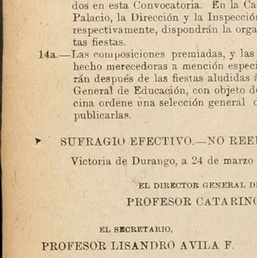 dos en esta Convocatoria. En la Ca
Palacio, la Dirección y la Inspección
respectivamente, dispondrán la orga
tas fiestas.
14a.—Las composiciones premiadas, y las
hecho merecedoras a mención especi
rán después de las fiestas aludidas á
General de Educación, con objeto d
cina ordene una selección general d
publicarlas.
SUFRAGIO EFECTIVO.—NO REE
Victoria de Durango, a 24 de marzo
EL DIRECTOR GENERAL D
PROFESOR CATARINO
EL SECRETARIO,
PROFESOR LISANDRO AVILA F.